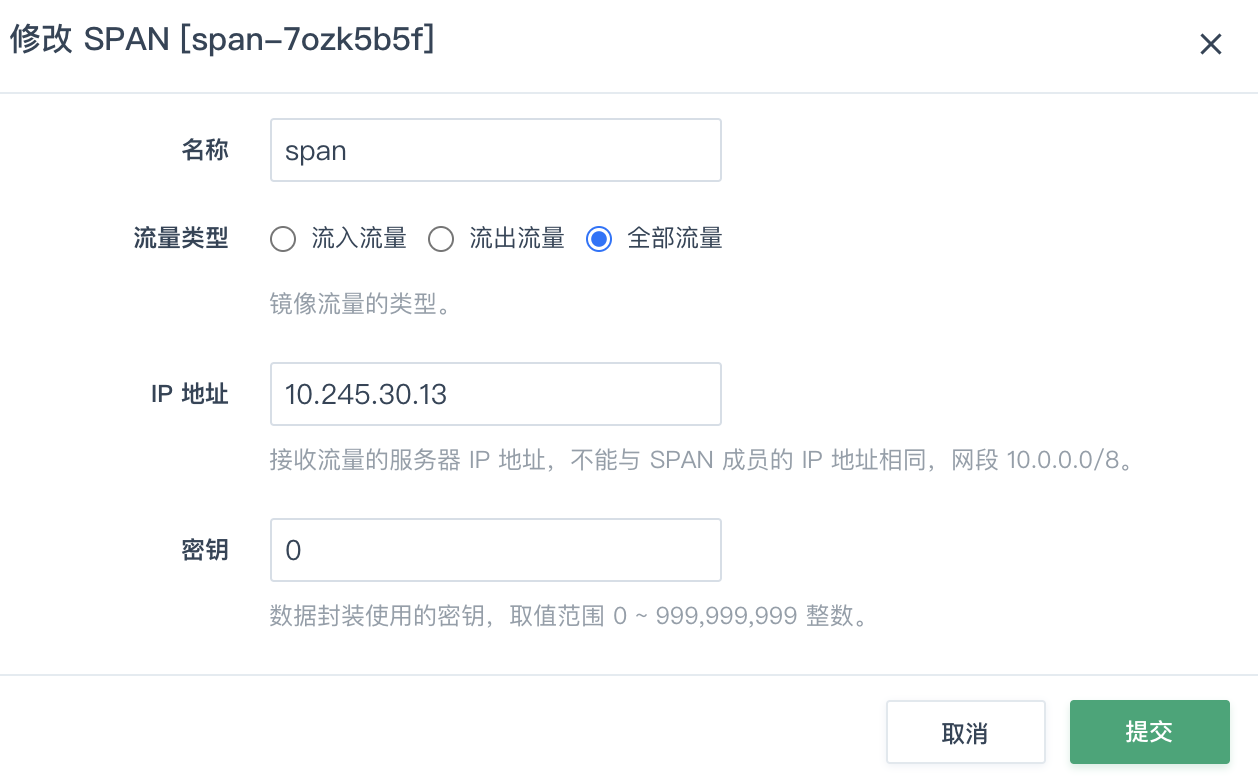 修改 SPAN [span-7ozk5b5f]
名称 span
流量类型 流入流量 流出流量 全部流量
镜像流量的类型。
IP 地址 10.245.30.13
接收流量的服务器 IP 地址，不能与 SPAN 成员的 IP 地址相同，网段 10.0.0.0/8。
密钥 0
数据封装使用的密钥，取值范围 0 ~ 999,999,999 整数。
取消 提交